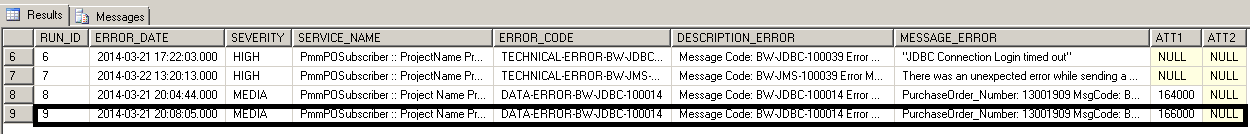 Results Messages
RUN_ID ERROR_DATE SEVERITY SERVICE_NAME ERROR_CODE DESCRIPTION_ERROR MESSAGE_ERROR ATT1 ATT2
6 6 2014-03-21 17:22:03.000 HIGH PmmPOSubscriber :: ProjectName Pr... TECHNICAL-ERROR-BW-JDBC... Message Code: BW-JDBC-100039 Error ... "JDBC Connection Login timed out" NULL NULL
7 7 2014-03-22 13:20:13.000 HIGH PmmPOSubscriber :: ProjectName Pr... TECHNICAL-ERROR-BW-JMS-... Message Code: BW-JMS-100039 Error M... There was an unexpected error while sending a ... NULL NULL
8 8 2014-03-21 20:04:44.000 MEDIA PmmPOSubscriber :: Project Name Pr... DATA-ERROR-BW-JDBC-100014 Message Code: BW-JDBC-100014 Error ... PurchaseOrder_Number: 13001909 MsgCode: B... 164000 NULL
9 9 2014-03-21 20:08:05.000 MEDIA PmmPOSubscriber :: Project Name Pr... DATA-ERROR-BW-JDBC-100014 Message Code: BW-JDBC-100014 Error ... PurchaseOrder_Number: 13001909 MsgCode: B... 166000 NULL